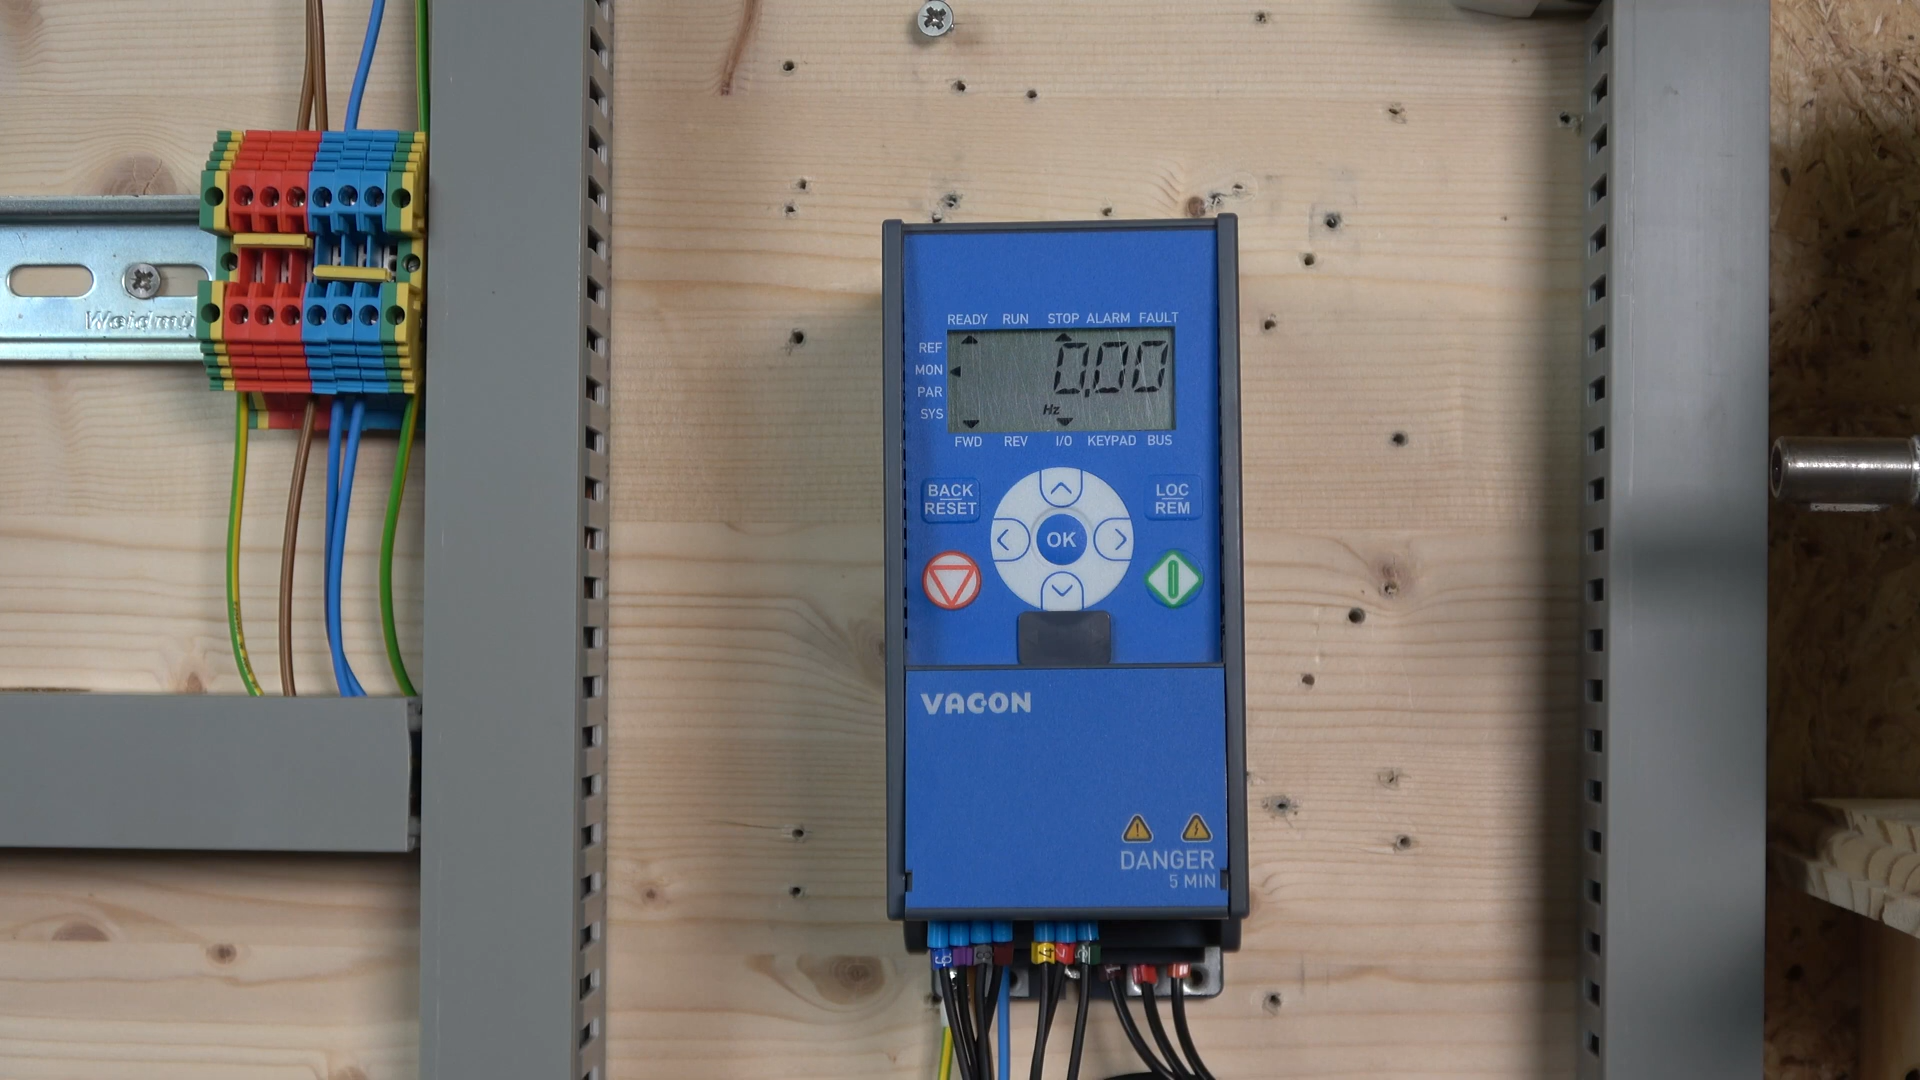 Weidmü
READY RUN STOP ALARM FAULT
REF
MON
PAR
SYS
0.00
Hz
FWD REV I/O KEYPAD BUS
BACK
RESET
LOC
REM
OK
VACON
DANGER
5 MIN